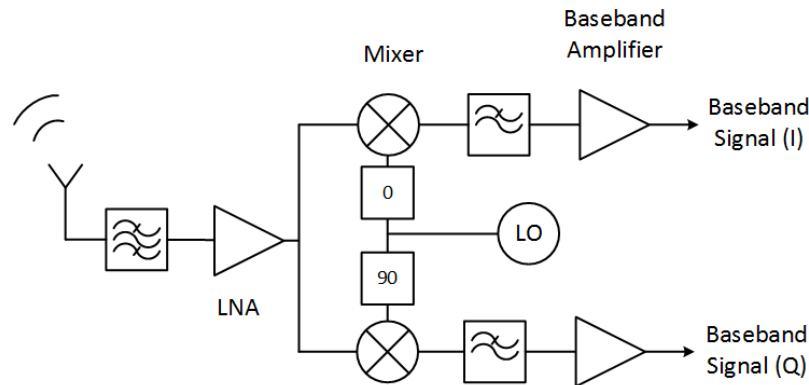 Baseband
Amplifier
Mixer
Baseband
Signal (I)
0
LO
90
LNA
Baseband
Signal (Q)